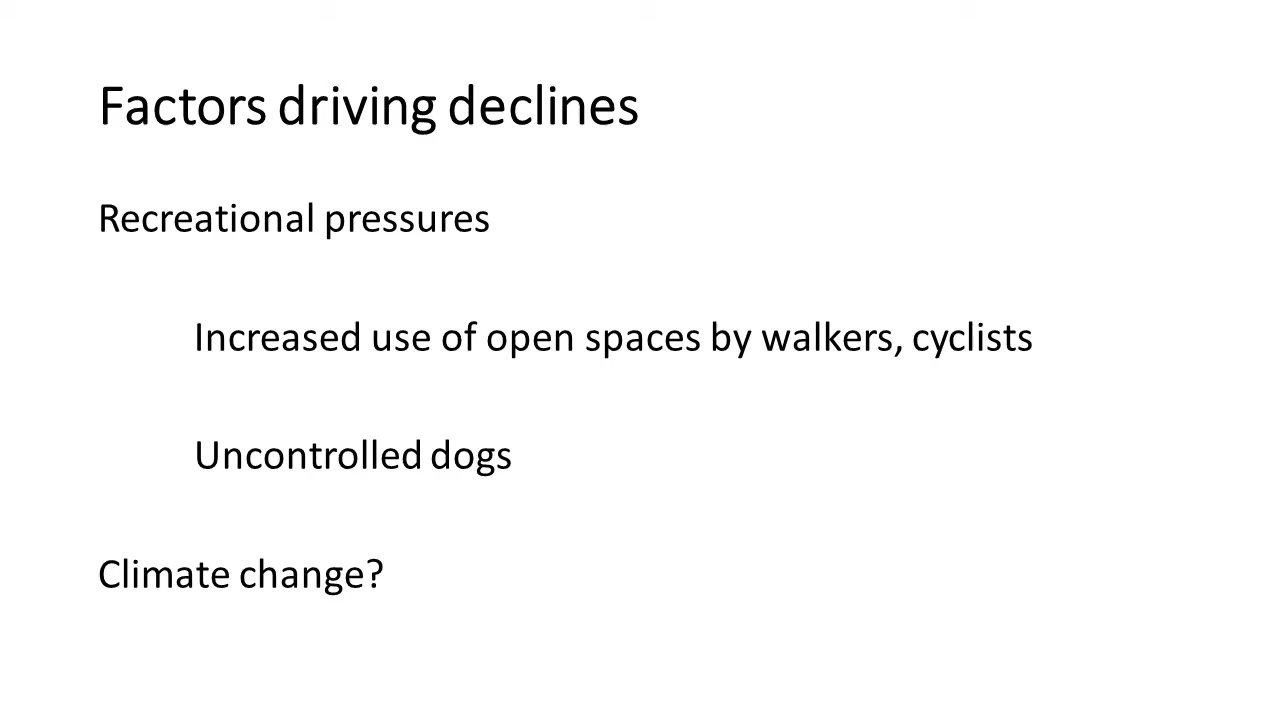 Factors driving declines
Recreational pressures
Increased use of open spaces by walkers, cyclists
Uncontrolled dogs
Climate change?